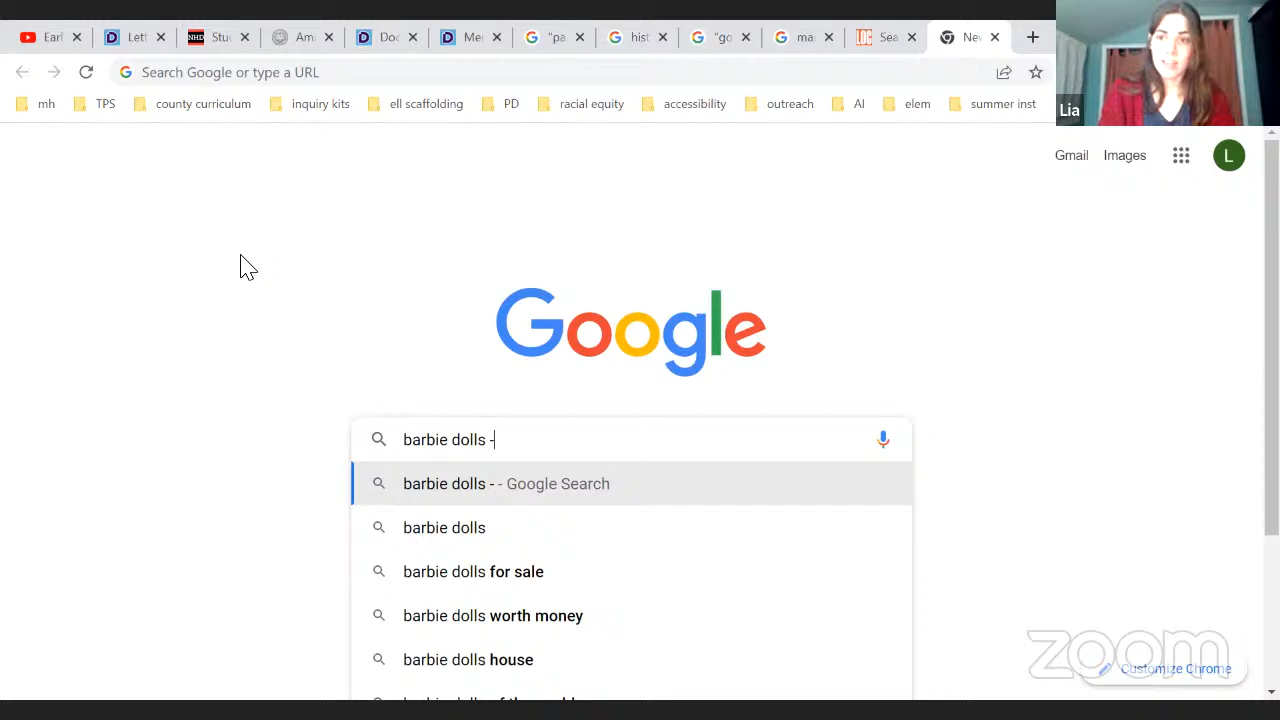 Earl Lett NHD Stu Am Doc Me "pa hist "go ma LOC Sea Nev
Search Google or type a URL
mh TPS county curriculum inquiry kits ell scaffolding PD racial equity accessibility outreach AI elem summer inst
Lia
Gmail Images L
Google
barbie dolls -
barbie dolls - - Google Search
barbie dolls
barbie dolls for sale
barbie dolls worth money
barbie dolls house
zoom
Customize Chrome